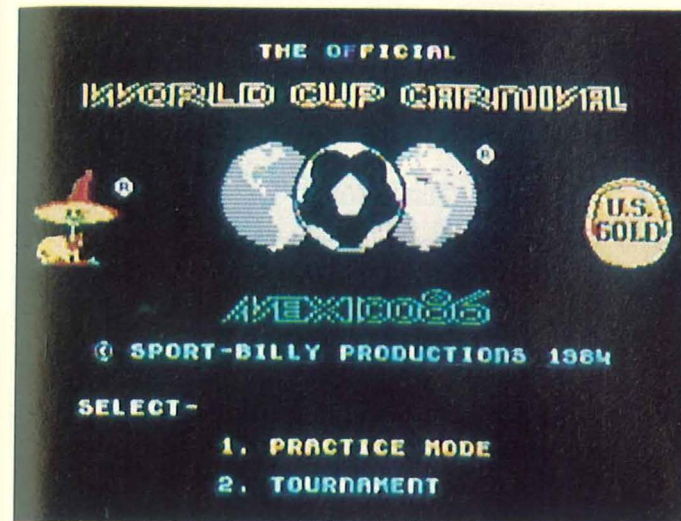 THE OFFICIAL
WORLD CUP CARNIVAL
®
®
U.S.
GOLD
MEXICO86
© SPORT-BILLY PRODUCTIONS 1984
SELECT-
1. PRACTICE MODE
2. TOURNAMENT